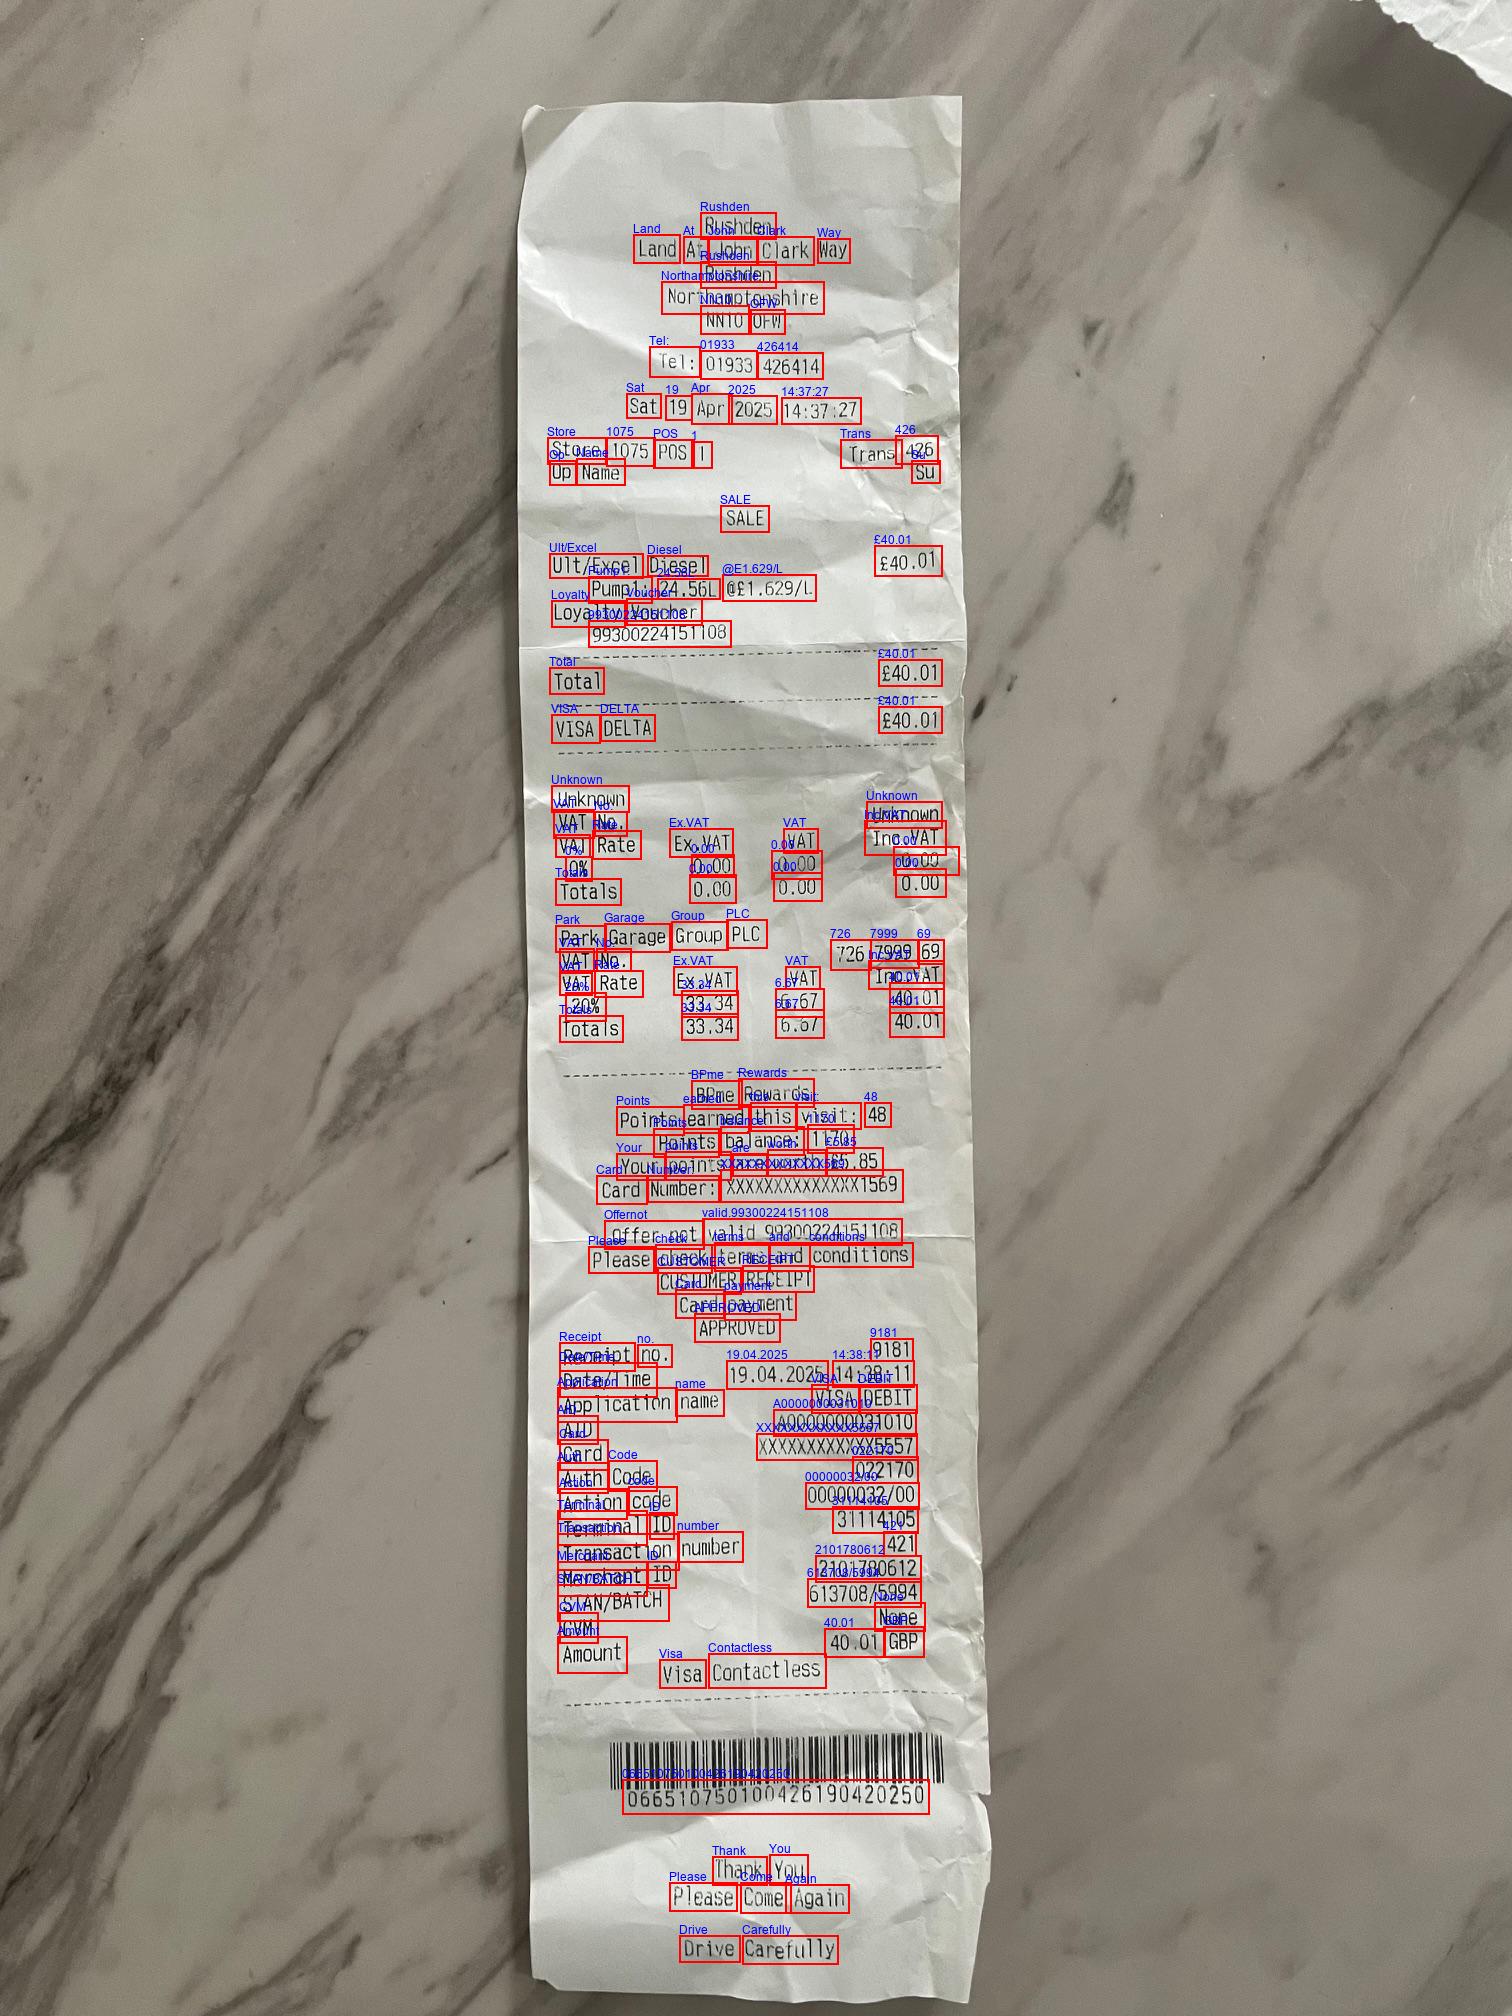 Rushden
Land At John Clark Way
Rushden
Northamptonshire
NN10 0FW
Tel: 01933 426414
Sat 19 Apr 2025 14:37:27
Store 1075 POS 1 Trans 426
Op Name Su
SALE
Ult/Excel Diesel £40.01
Pump1: 24.56L @£1.629/L
Loyalty Voucher
99300224151108
Total £40.01
VISA DELTA £40.01
Unknown
VAT No. Unknown
VAT Rate Ex.VAT VAT Inc.VAT
0% 0.00 0.00 0.00
Totals 0.00 0.00 0.00
Park Garage Group PLC
VAT No. 726 7999 69
VAT Rate Ex.VAT VAT Inc.VAT
20% 33.34 6.67 40.01
Totals 33.34 6.67 40.01
BPme Rewards
Points earned this visit: 48
Points balance: 1170
Your points are worth £5.85
Card Number: XXXXXXXXXXXXXX1569
Offer not valid.99300224151108
Please check terms and conditions
CUSTOMER RECEIPT
Card payment
APPROVED
Receipt no. 9181
Date/Time 19.04.2025 14:38:11
Application name VISA DEBIT
AID A0000000031010
Card XXXXXXXXXXXX5557
Auth Code 022170
Action code 00000032/00
Terminal ID 31114105
Transaction number 421
Merchant ID 2101780612
STAN/BATCH 613708/5994
CVM None
Amount 40.01 GBP
Visa Contactless
066510750100426190420250
Thank You
Please Come Again
Drive Carefully